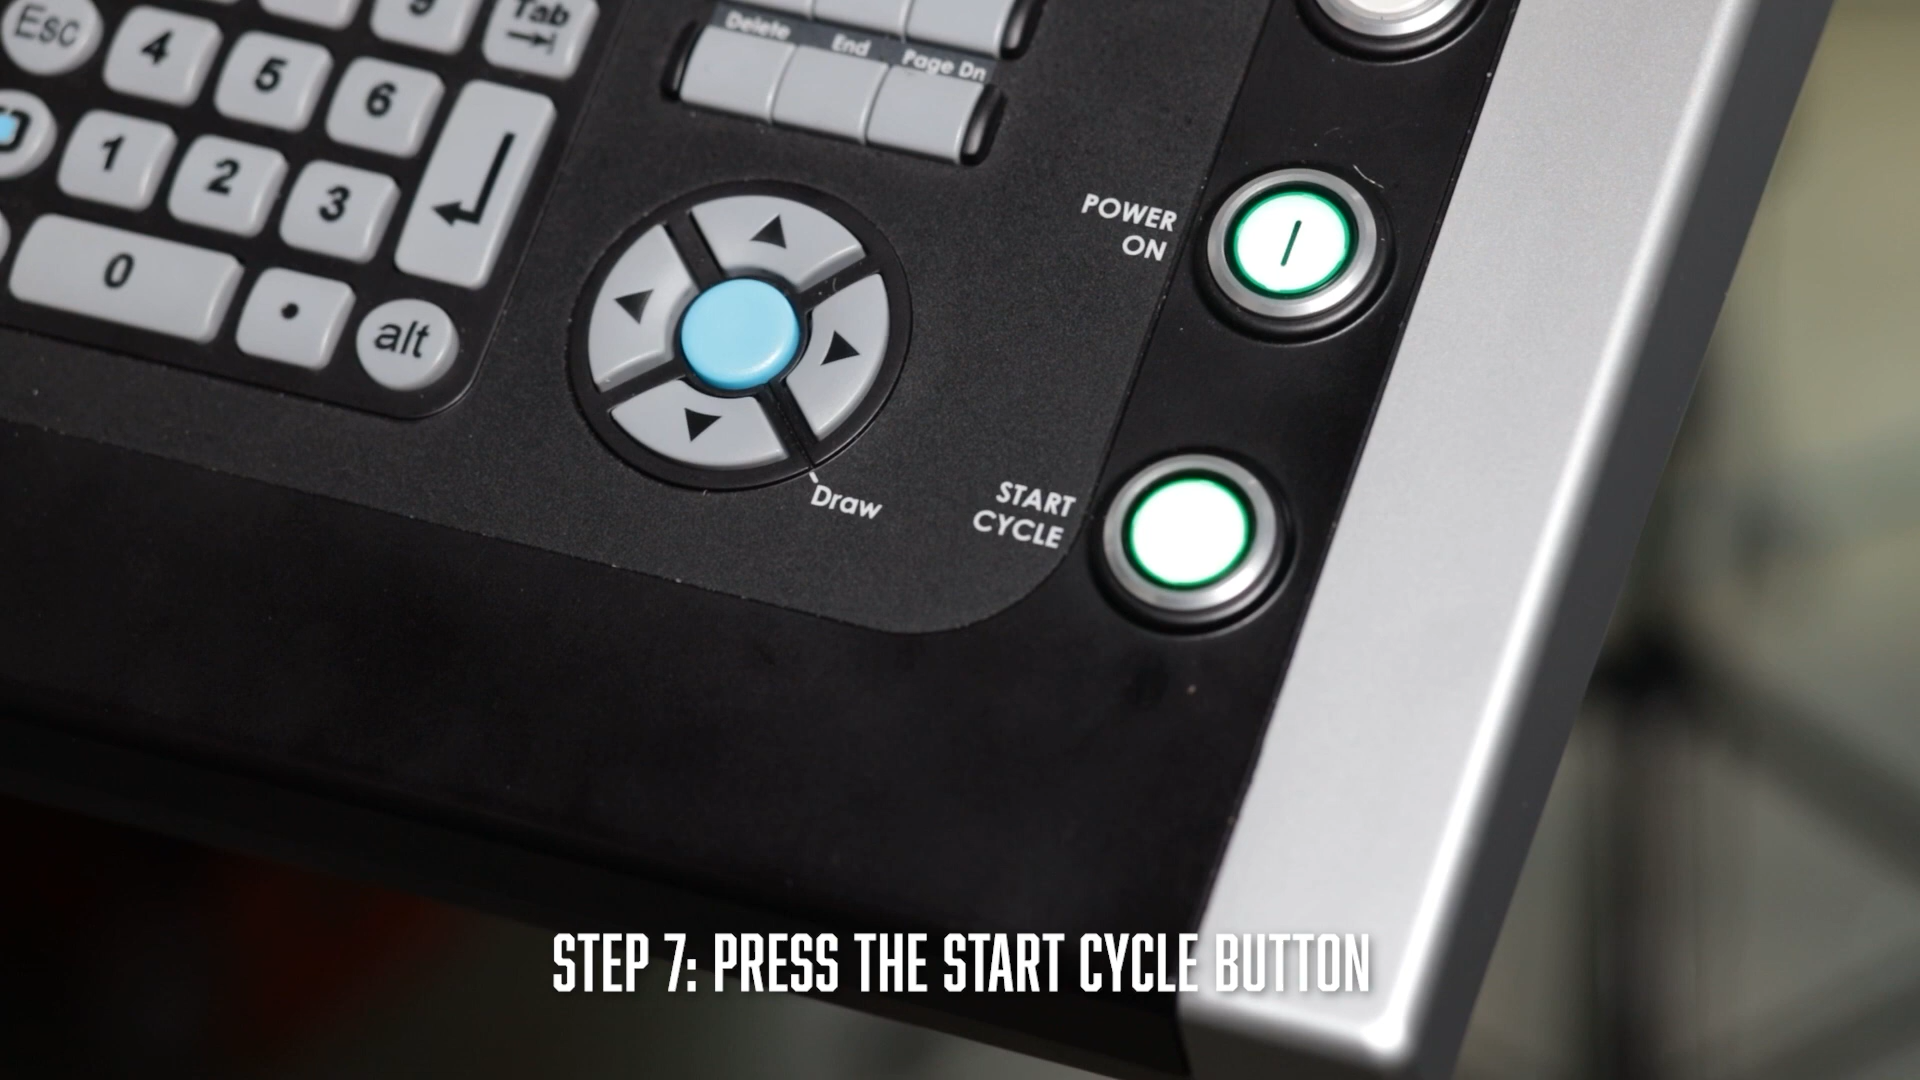 Esc
4
5
6
9
Tab
1
2
3
0
.
alt
Delete
End
Page Dn
Draw
POWER
ON
START
CYCLE
STEP 7: PRESS THE START CYCLE BUTTON